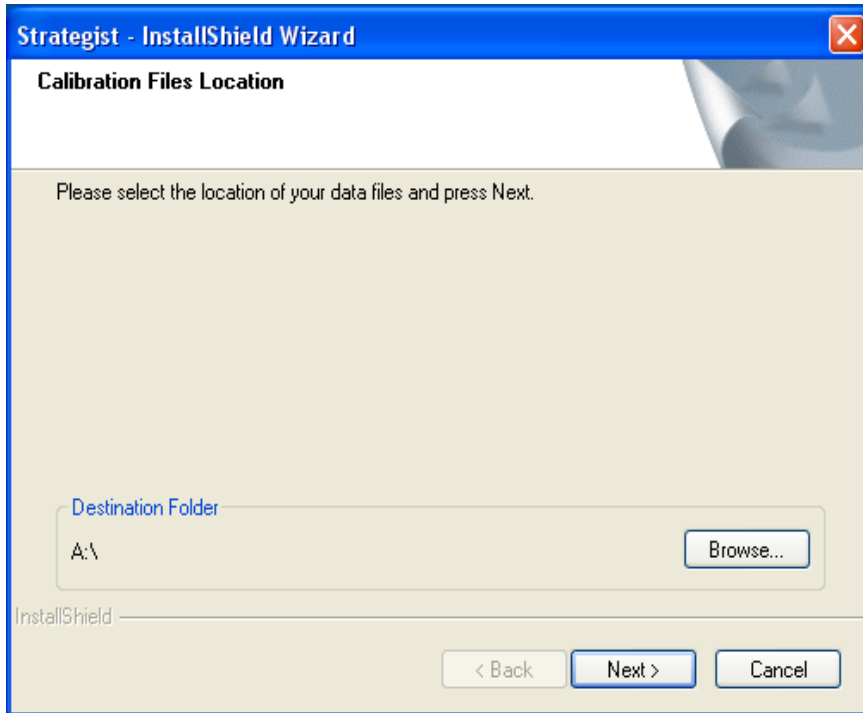 Strategist - InstallShield Wizard
Calibration Files Location
Please select the location of your data files and press Next.
Destination Folder
A:\
Browse...
InstallShield
< Back
Next >
Cancel